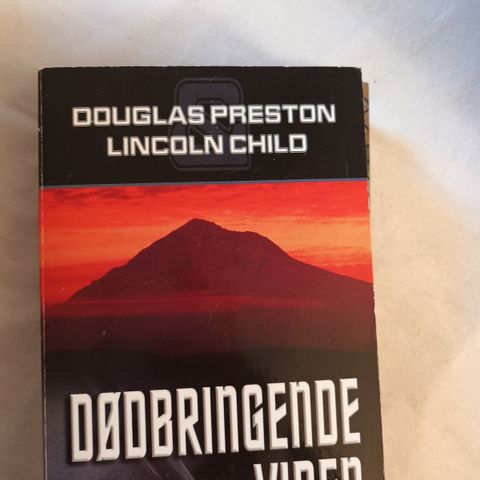 DOUGLAS PRESTON
LINCOLN CHILD
DØDBRINGENDE